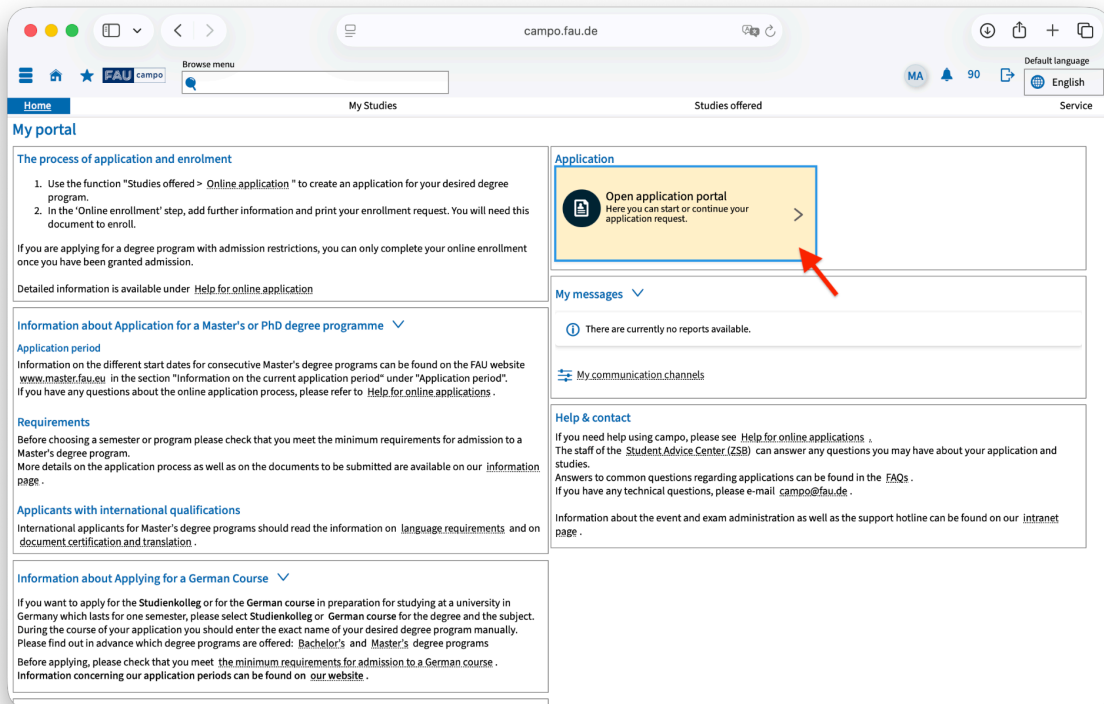 campo.fau.de
Browse menu
FAU campo
MA
90
Default language
English
Home
My Studies
Studies offered
Service
My portal
The process of application and enrolment
1. Use the function "Studies offered > Online application " to create an application for your desired degree
program.
2. In the 'Online enrollment' step, add further information and print your enrollment request. You will need this
document to enroll.
If you are applying for a degree program with admission restrictions, you can only complete your online enrollment
once you have been granted admission.
Detailed information is available under Help for online application
Information about Application for a Master's or PhD degree programme
Application period
Information on the different start dates for consecutive Master's degree programs can be found on the FAU website
www.master.fau.eu in the section "Information on the current application period“ under "Application period".
If you have any questions about the online application process, please refer to Help for online applications .
Requirements
Before choosing a semester or program please check that you meet the minimum requirements for admission to a
Master's degree program.
More details on the application process as well as on the documents to be submitted are available on our information
page .
Applicants with international qualifications
International applicants for Master's degree programs should read the information on language requirements and on
document certification and translation .
Information about Applying for a German Course
If you want to apply for the Studienkolleg or for the German course in preparation for studying at a university in
Germany which lasts for one semester, please select Studienkolleg or German course for the degree and the subject.
During the course of your application you should enter the exact name of your desired degree program manually.
Please find out in advance which degree programs are offered: Bachelor's and Master's degree programs
Before applying, please check that you meet the minimum requirements for admission to a German course .
Information concerning our application periods can be found on our website .
Application
Open application portal
Here you can start or continue your
application request.
My messages
There are currently no reports available.
My communication channels
Help & contact
If you need help using campo, please see Help for online applications .
The staff of the Student Advice Center (ZSB) can answer any questions you may have about your application and
studies.
Answers to common questions regarding applications can be found in the FAQs .
If you have any technical questions, please e-mail campo@fau.de .
Information about the event and exam administration as well as the support hotline can be found on our intranet
page .